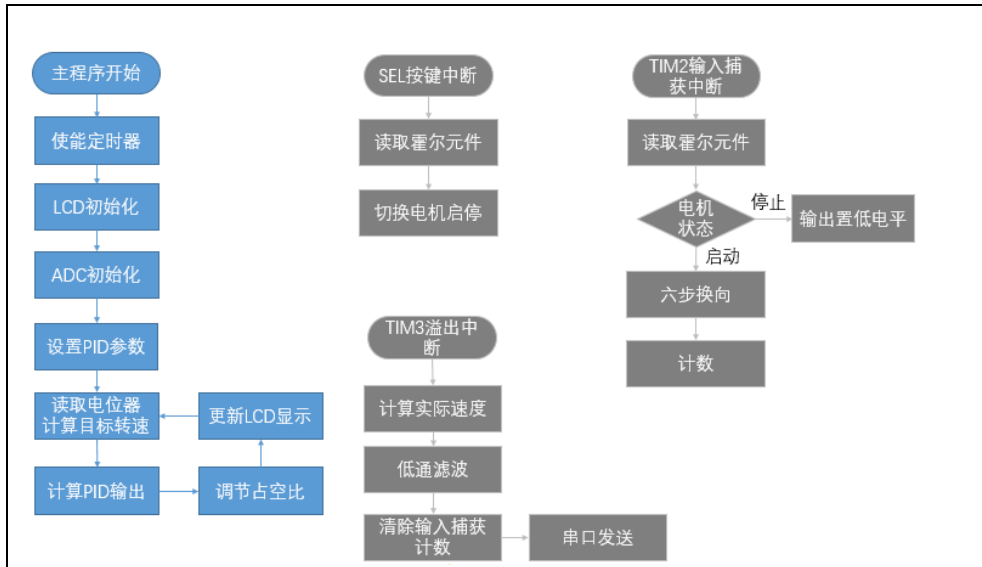 主程序开始
使能定时器
LCD初始化
ADC初始化
设置PID参数
读取电位器
计算目标转速
计算PID输出
调节占空比
更新LCD显示
SEL按键中断
读取霍尔元件
切换电机启停
TIM3溢出中
断
计算实际速度
低通滤波
清除输入捕获
计数
串口发送
TIM2输入捕
获中断
读取霍尔元件
电机
状态
停止
输出置低电平
启动
六步换向
计数